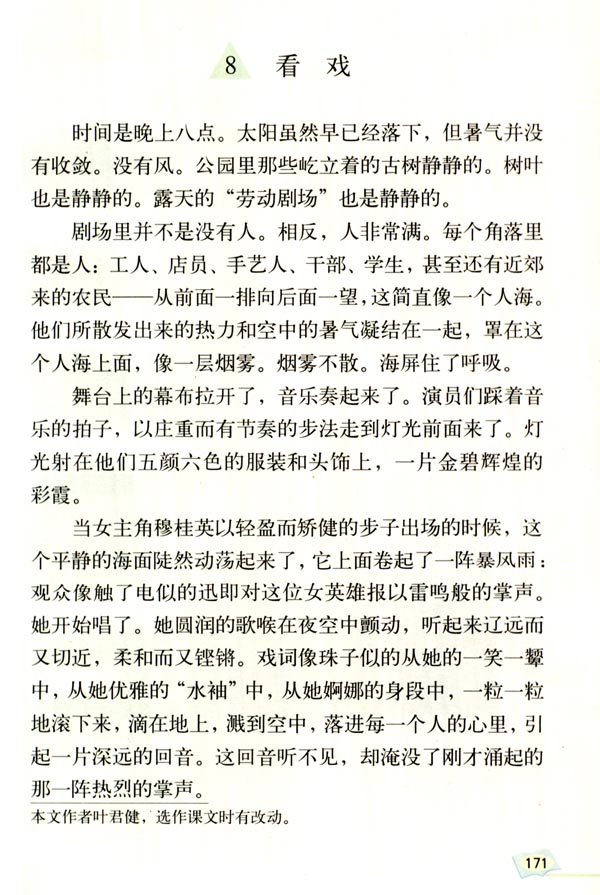 8 看 戏
时间是晚上八点。太阳虽然早已经落下，但暑气并没
有收敛。没有风。公园里那些屹立着的古树静静的。树叶
也是静静的。露天的“劳动剧场”也是静静的。
剧场里并不是没有人。相反，人非常满。每个角落里
都是人：工人、店员、手艺人、干部、学生，甚至还有近郊
来的农民——从前面一排向后面一望，这简直像一个人海。
他们所散发出来的热力和空中的暑气凝结在一起，罩在这
个人海上面，像一层烟雾。烟雾不散。海屏住了呼吸。
舞台上的幕布拉开了，音乐奏起来了。演员们踩着音
乐的拍子，以庄重而有节奏的步法走到灯光前面来了。灯
光射在他们五颜六色的服装和头饰上，一片金碧辉煌的
彩霞。
当女主角穆桂英以轻盈而矫健的步子出场的时候，这
个平静的海面陡然动荡起来了，它上面卷起了一阵暴风雨：
观众像触了电似的迅即对这位女英雄报以雷鸣般的掌声。
她开始唱了。她圆润的歌喉在夜空中颤动，听起来辽远而
又切近，柔和而又铿锵。戏词像珠子似的从她的一笑一颦
中，从她优雅的“水袖”中，从她婀娜的身段中，一粒一粒
地滚下来，滴在地上，溅到空中，落进每一个人的心里，引
起一片深远的回音。这回音听不见，却淹没了刚才涌起的
那一阵热烈的掌声。
本文作者叶君健，选作课文时有改动。
171